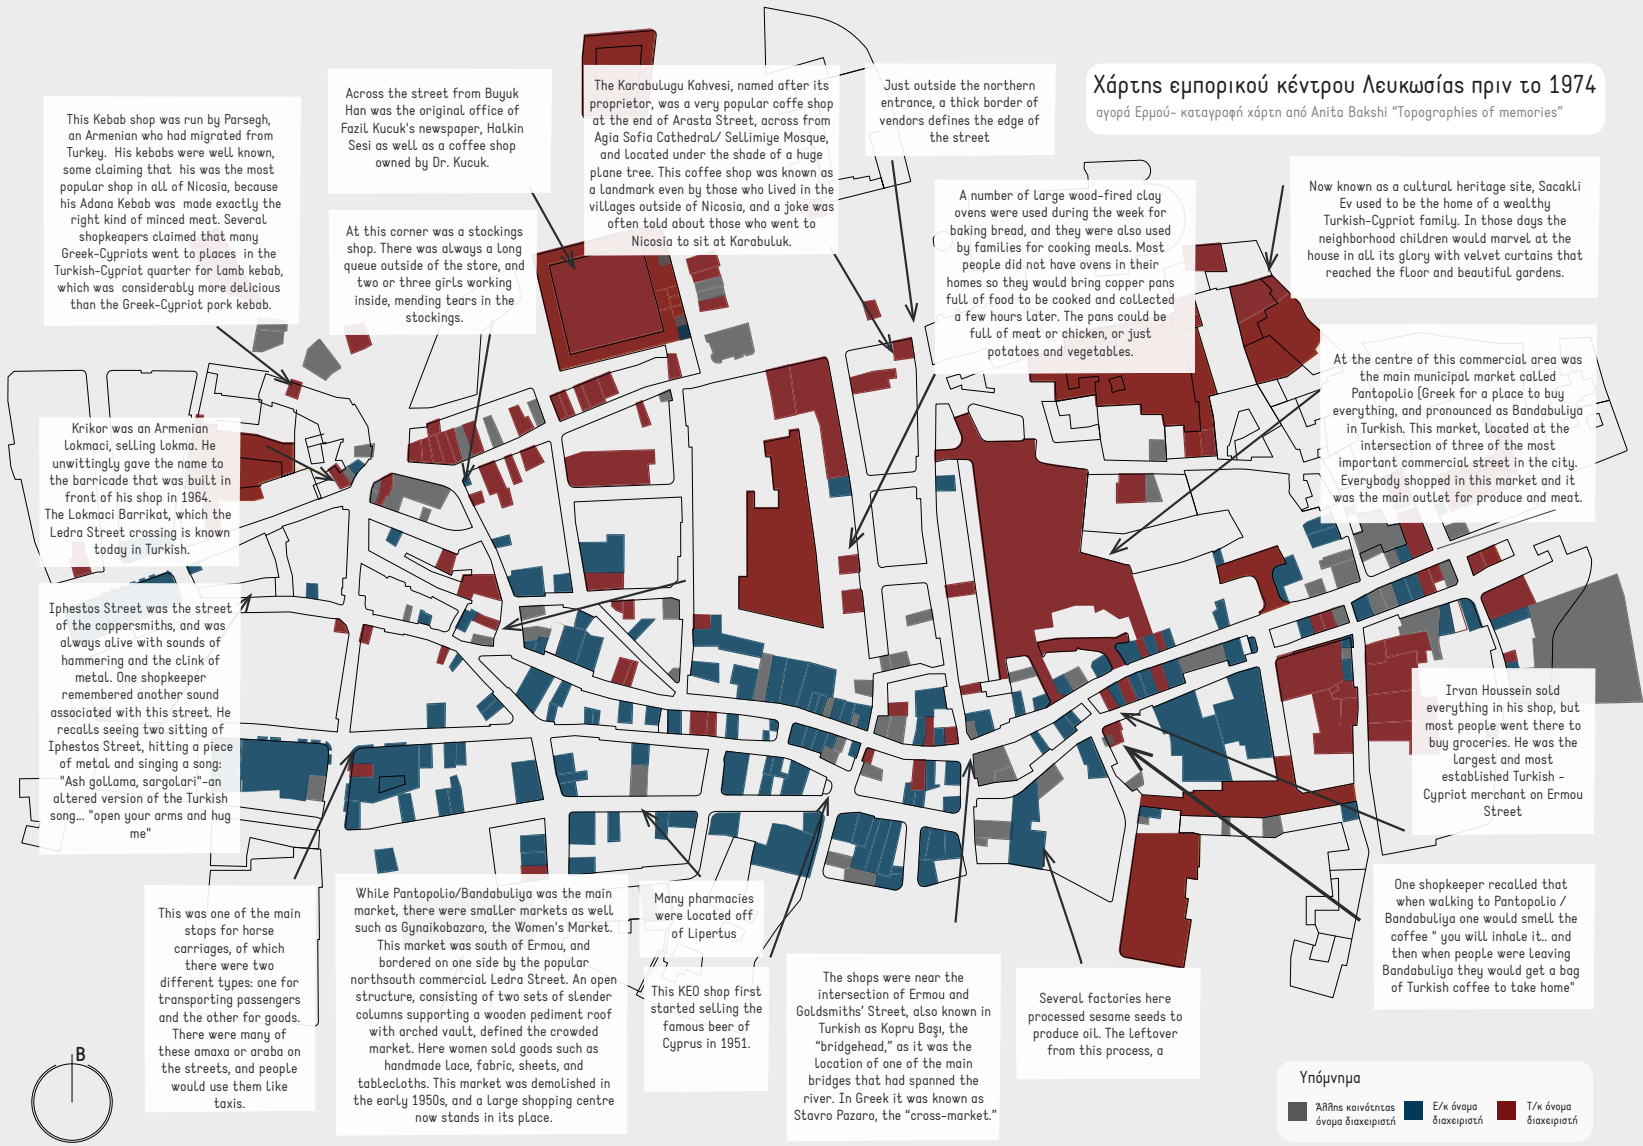 Χάρτης εμπορικού κέντρου Λευκωσίας πριν το 1974
αγορά Ερμού- καταγραφή χάρτη από Anita Bakshi “Topographies of memories”
This Kebab shop was run by Parsegh,
an Armenian who had migrated from
Turkey. His kebabs were well known,
some claiming that his was the most
popular shop in all of Nicosia, because
his Adana Kebab was made exactly the
right kind of minced meat. Several
shopkeapers claimed that many
Greek-Cypriots went to places in the
Turkish-Cypriot quarter for lamb kebab,
which was considerably more delicious
than the Greek-Cypriot pork kebab.
Across the street from Buyuk
Han was the original office of
Fazil Kucuk's newspaper, Halkin
Sesi as well as a coffee shop
owned by Dr. Kucuk.
At this corner was a stockings
shop. There was always a long
queue outside of the store, and
two or three girls working
inside, mending tears in the
stockings.
The Karabulugu Kahvesi, named after its
proprietor, was a very popular coffe shop
at the end of Arasta Street, across from
Agia Sofia Cathedral/ Sellimiye Mosque,
and located under the shade of a huge
plane tree. This coffee shop was known as
a landmark even by those who lived in the
villages outside of Nicosia, and a joke was
often told about those who went to
Nicosia to sit at Karabuluk.
Just outside the northern
entrance, a thick border of
vendors defines the edge of
the street
A number of large wood-fired clay
ovens were used during the week for
baking bread, and they were also used
by families for cooking meals. Most
people did not have ovens in their
homes so they would bring copper pans
full of food to be cooked and collected
a few hours later. The pans could be
full of meat or chicken, or just
potatoes and vegetables.
Now known as a cultural heritage site, Sacakli
Ev used to be the home of a wealthy
Turkish-Cypriot family. In those days the
neighborhood children would marvel at the
house in all its glory with velvet curtains that
reached the floor and beautiful gardens.
At the centre of this commercial area was
the main municipal market called
Pantopolio (Greek for a place to buy
everything, and pronounced as Bandabuliya
in Turkish. This market, located at the
intersection of three of the most
important commercial street in the city.
Everybody shopped in this market and it
was the main outlet for produce and meat.
Krikor was an Armenian
Lokmaci, selling Lokma. He
unwittingly gave the name to
the barricade that was built in
front of his shop in 1964.
The Lokmaci Barrikat, which the
Ledra Street crossing is known
today in Turkish.
Iphestos Street was the street
of the coppersmiths, and was
always alive with sounds of
hammering and the clink of
metal. One shopkeeper
remembered another sound
associated with this street. He
recalls seeing two sitting of
Iphestos Street, hitting a piece
of metal and singing a song:
"Ash gollama, sargolari"-an
altered version of the Turkish
song... "open your arms and hug
me"
Irvan Houssein sold
everything in his shop, but
most people went there to
buy groceries. He was the
largest and most
established Turkish -
Cypriot merchant on Ermou
Street
One shopkeeper recalled that
when walking to Pantopolio /
Bandabuliya one would smell the
coffee " you will inhale it.. and
then when people were leaving
Bandabuliya they would get a bag
of Turkish coffee to take home"
This was one of the main
stops for horse
carriages, of which
there were two
different types: one for
transporting passengers
and the other for goods.
There were many of
these amaxa or araba on
the streets, and people
would use them like
taxis.
While Pantopolio/Bandabuliya was the main
market, there were smaller markets as well
such as Gynaikobazaro, the Women's Market.
This market was south of Ermou, and
bordered on one side by the popular
northsouth commercial Ledra Street. An open
structure, consisting of two sets of slender
columns supporting a wooden pediment roof
with arched vault, defined the crowded
market. Here women sold goods such as
handmade lace, fabric, sheets, and
tablecloths. This market was demolished in
the early 1950s, and a large shopping centre
now stands in its place.
Many pharmacies
were located off
of Lipertus
This KEO shop first
started selling the
famous beer of
Cyprus in 1951.
The shops were near the
intersection of Ermou and
Goldsmiths’ Street, also known in
Turkish as Kopru Başı, the
“bridgehead,” as it was the
location of one of the main
bridges that had spanned the
river. In Greek it was known as
Stavro Pazaro, the “cross-market.”
Several factories here
processed sesame seeds to
produce oil. The leftover
from this process, a
B
Υπόμνημα
Άλλης κοινότητας
όνομα διαχειριστή
Ε/κ όνομα
διαχειριστή
Τ/κ όνομα
διαχειριστή